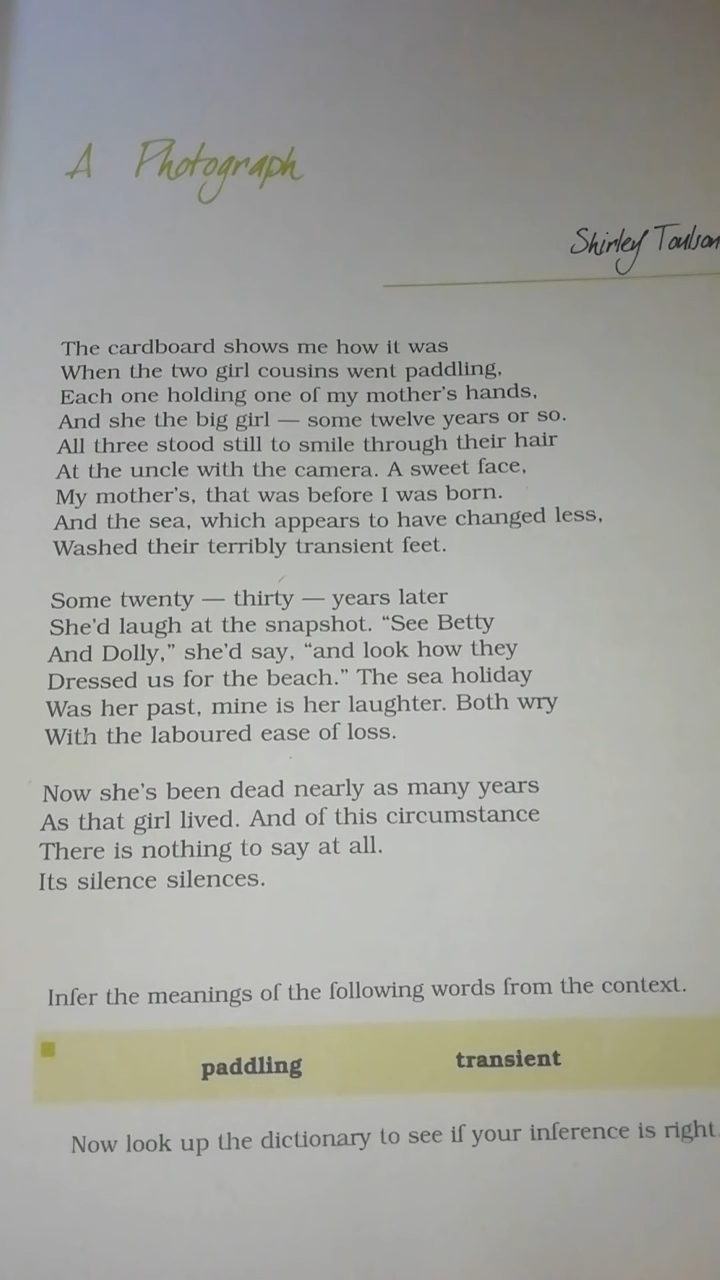 A Photograph
Shirley Toulson
The cardboard shows me how it was
When the two girl cousins went paddling,
Each one holding one of my mother's hands,
And she the big girl — some twelve years or so.
All three stood still to smile through their hair
At the uncle with the camera. A sweet face,
My mother's, that was before I was born.
And the sea, which appears to have changed less,
Washed their terribly transient feet.
Some twenty — thirty — years later
She'd laugh at the snapshot. “See Betty
And Dolly,” she'd say, “and look how they
Dressed us for the beach.” The sea holiday
Was her past, mine is her laughter. Both wry
With the laboured ease of loss.
Now she's been dead nearly as many years
As that girl lived. And of this circumstance
There is nothing to say at all.
Its silence silences.
Infer the meanings of the following words from the context.
paddling transient
Now look up the dictionary to see if your inference is right.